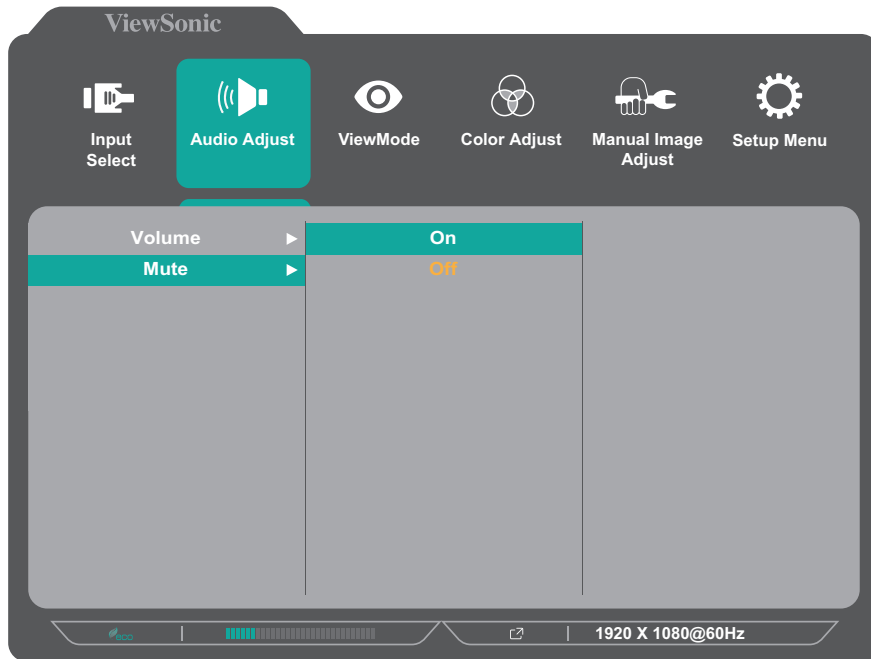 ViewSonic
Input
Select
Audio Adjust
ViewMode
Color Adjust
Manual Image
Adjust
Setup Menu
Volume
On
Mute
Off
eco
1920 X 1080@60Hz